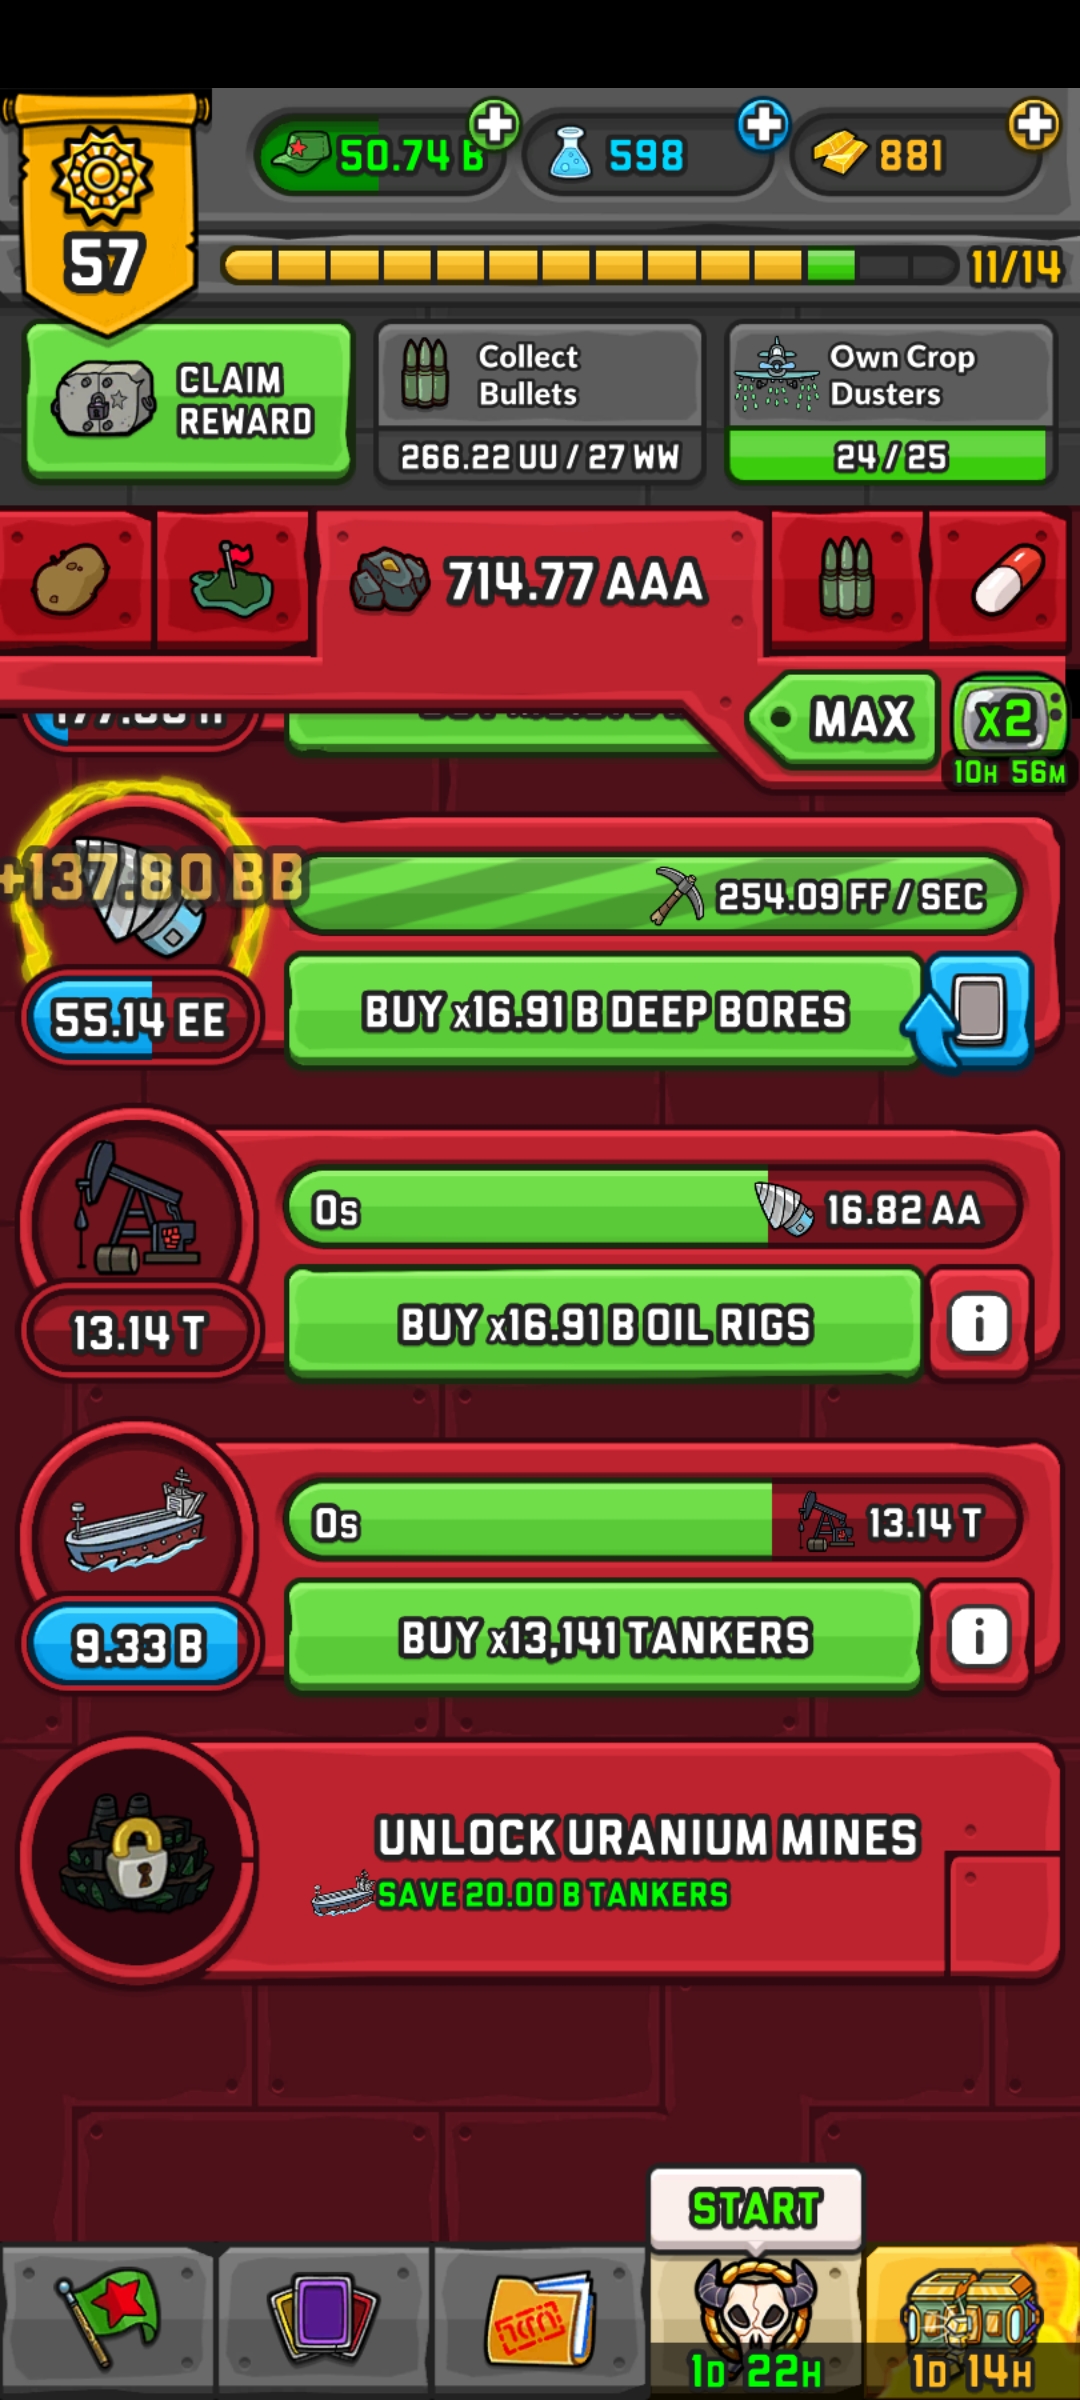 50.74 B
598
881
57
11/14
CLAIM
REWARD
Collect
Bullets
266.22 UU / 27 WW
Own Crop
Dusters
24 / 25
714.77 AAA
MAX
x2
10H 56M
+137.80 BB
254.09 FF / SEC
55.14 EE
BUY x16.91 B DEEP BORES
0s
16.82 AA
13.14 T
BUY x16.91 B OIL RIGS
i
0s
13.14 T
9.33 B
BUY x13,141 TANKERS
i
UNLOCK URANIUM MINES
SAVE 20.00 B TANKERS
START
1D 22H
1D 14H